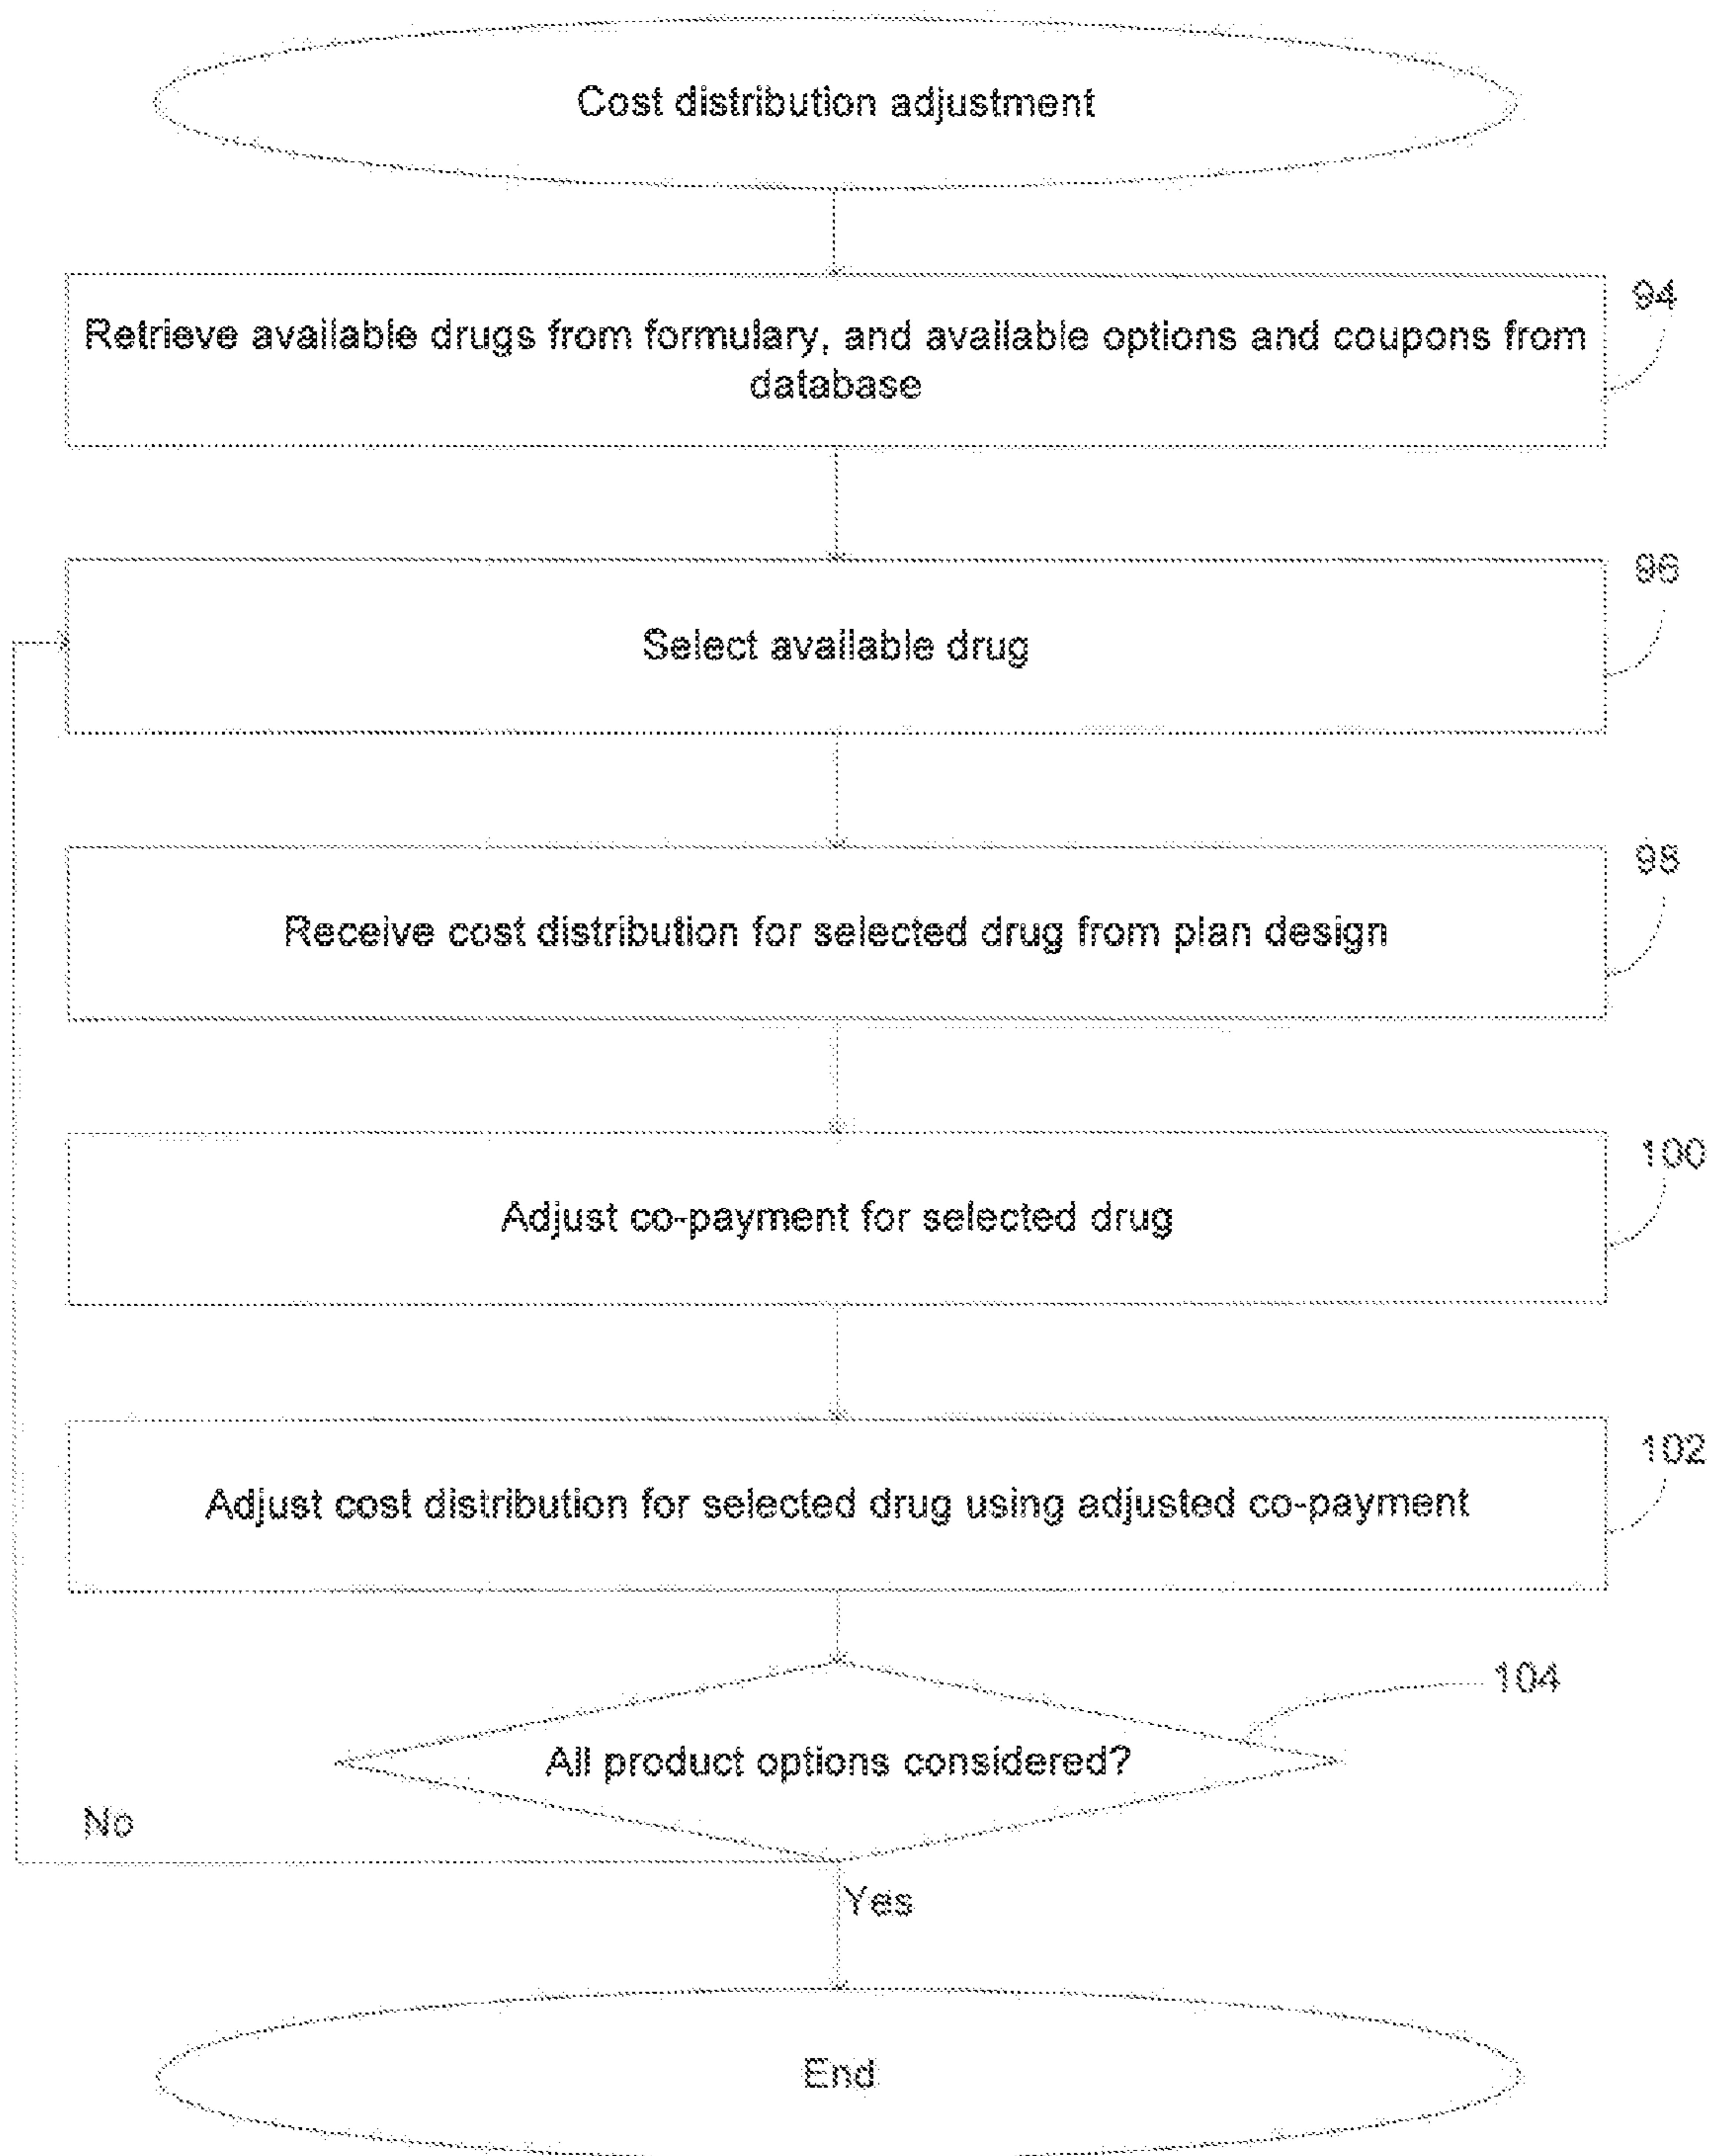 Cost distribution adjustment
94
Retrieve available drugs from formulary, and available options and coupons from
database
96
Select available drug
98
Receive cost distribution for selected drug from plan design
100
Adjust co-payment for selected drug
102
Adjust cost distribution for selected drug using adjusted co-payment
104
All product options considered?
No
Yes
End